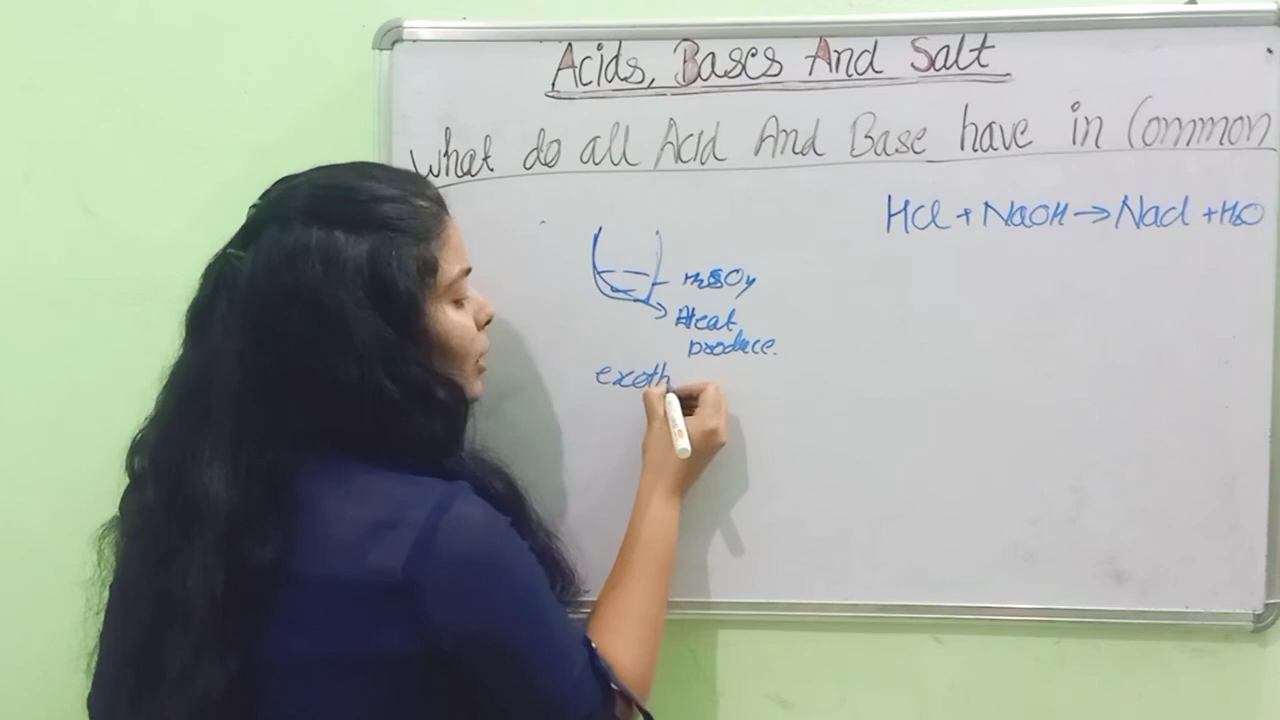 Acids, Bases And Salt
What do all Acid And Base have in Common
HCl + NaOH → Nacl + H2O
H2SO4
Heat
produce.
exoth